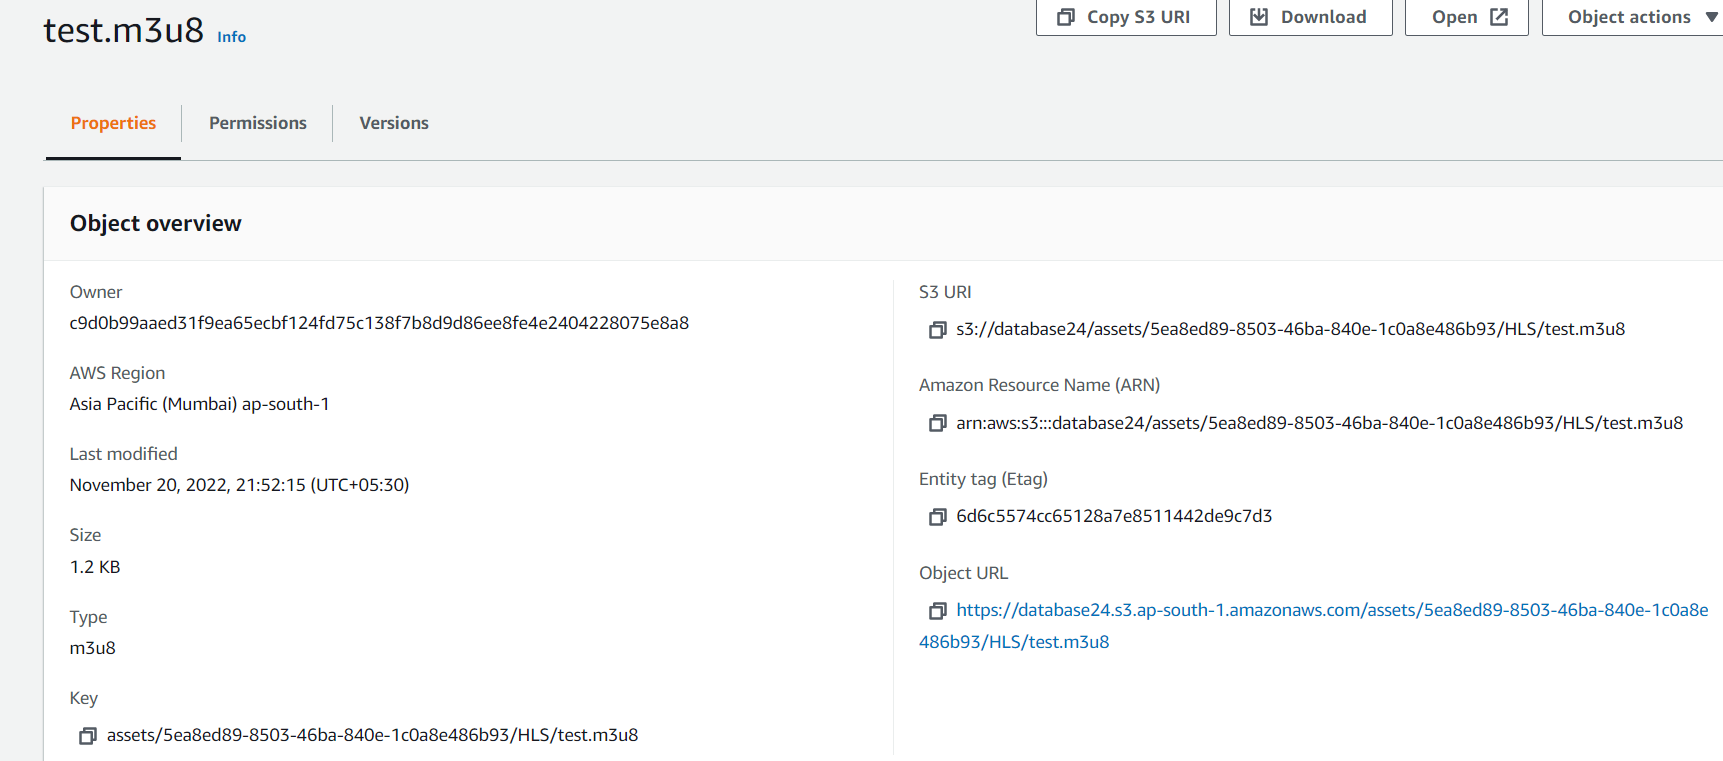 test.m3u8 Info
Copy S3 URI
Download
Open
Object actions
Properties
Permissions
Versions
Object overview
Owner
c9d0b99aaed31f9ea65ecbf124fd75c138f7b8d9d86ee8fe4e2404228075e8a8
AWS Region
Asia Pacific (Mumbai) ap-south-1
Last modified
November 20, 2022, 21:52:15 (UTC+05:30)
Size
1.2 KB
Type
m3u8
Key
assets/5ea8ed89-8503-46ba-840e-1c0a8e486b93/HLS/test.m3u8
S3 URI
s3://database24/assets/5ea8ed89-8503-46ba-840e-1c0a8e486b93/HLS/test.m3u8
Amazon Resource Name (ARN)
arn:aws:s3:::database24/assets/5ea8ed89-8503-46ba-840e-1c0a8e486b93/HLS/test.m3u8
Entity tag (Etag)
6d6c5574cc65128a7e8511442de9c7d3
Object URL
https://database24.s3.ap-south-1.amazonaws.com/assets/5ea8ed89-8503-46ba-840e-1c0a8e
486b93/HLS/test.m3u8